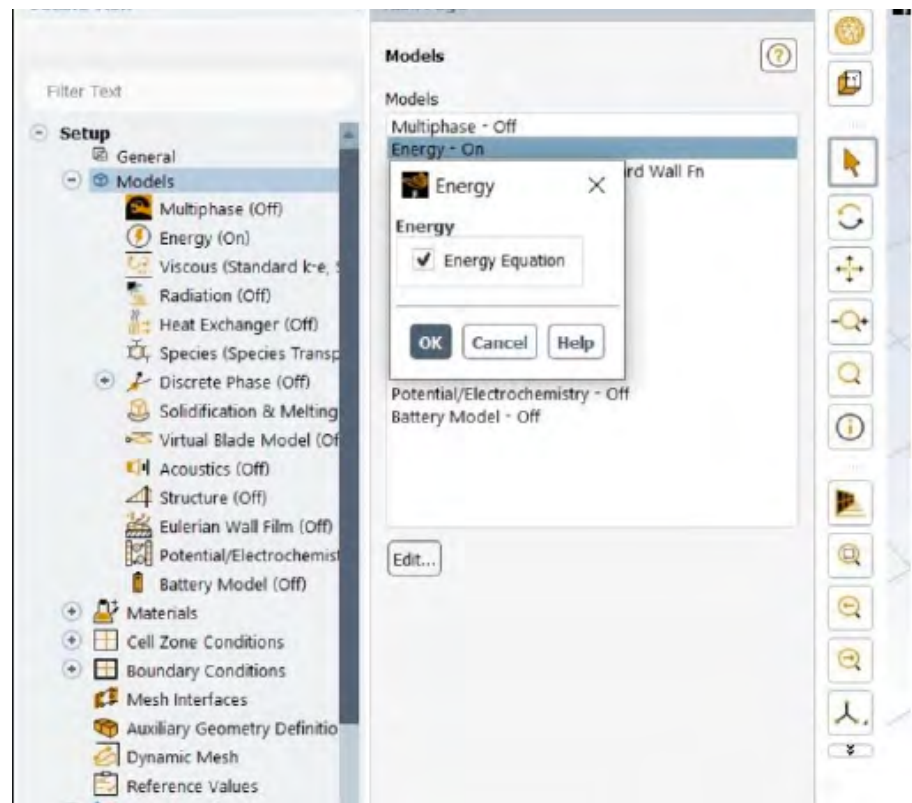 Models
Filter Text
Models
Setup
Multiphase - Off
General
Energy - On
Models
rd Wall Fn
Energy
Multiphase (Off)
Energy
Energy (On)
Energy Equation
Viscous (Standard k-e,
Radiation (Off)
Heat Exchanger (Off)
OK Cancel Help
Species (Species Transp
Discrete Phase (Off)
Potential/Electrochemistry - Off
Solidification & Melting
Battery Model - Off
Virtual Blade Model (Of
Acoustics (Off)
Structure (Off)
Eulerian Wall Film (Off)
Potential/Electrochemist
Edit...
Battery Model (Off)
Materials
Cell Zone Conditions
Boundary Conditions
Mesh Interfaces
Auxiliary Geometry Definitio
Dynamic Mesh
Reference Values